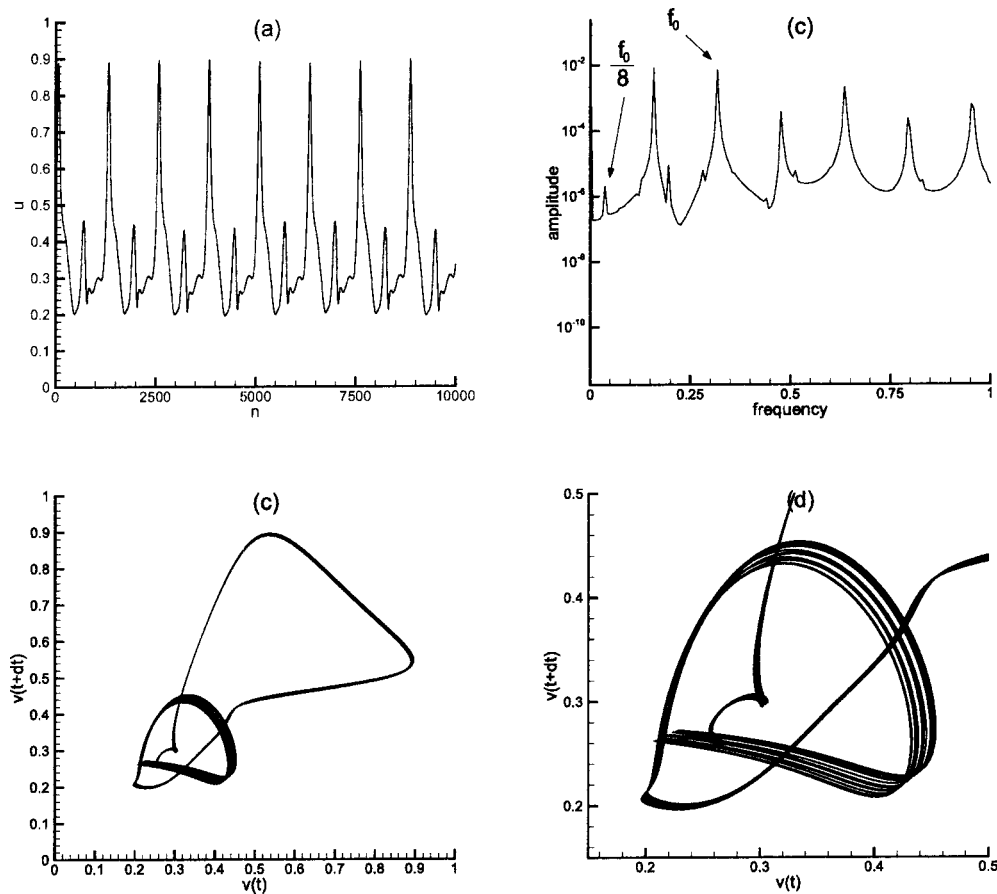 (a)
1
0.9
0.8
0.7
0.6
0.5
0.4
0.3
0.2
0.1
0
u
0 2500 5000 7500 10000
n
(c)
f₀
f₀/8
10⁻²
10⁻⁴
10⁻⁶
10⁻⁸
10⁻¹⁰
amplitude
0 0.25 0.5 0.75 1
frequency
(c)
1
0.9
0.8
0.7
0.6
0.5
0.4
0.3
0.2
0.1
0
v(t+dt)
0 0.1 0.2 0.3 0.4 0.5 0.6 0.7 0.8 0.9 1
v(t)
(d)
0.5
0.4
0.3
0.2
v(t+dt)
0.2 0.3 0.4 0.5
v(t)